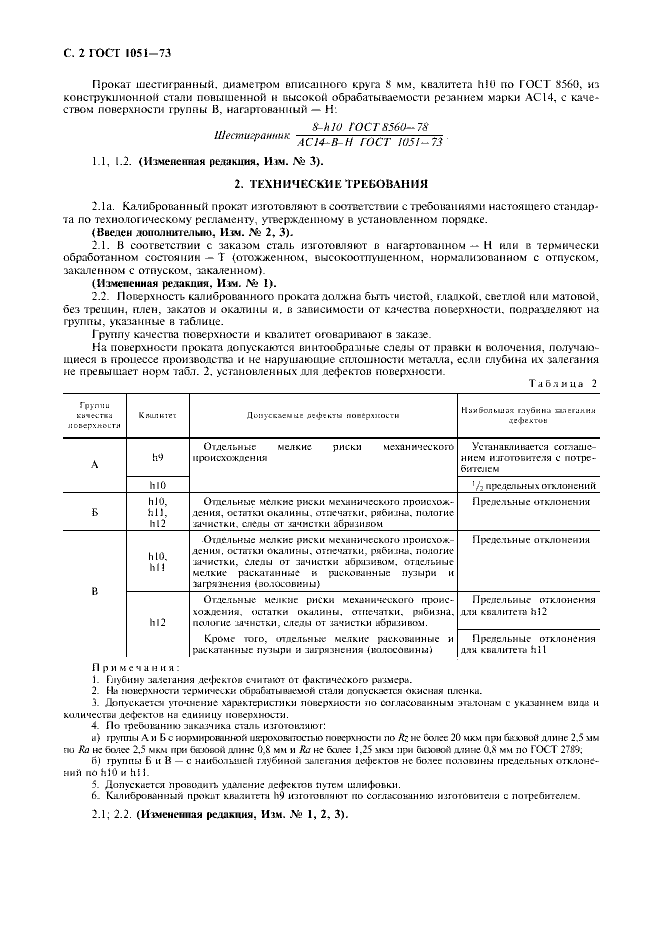 С. 2 ГОСТ 1051—73
Прокат шестигранный, диаметром вписанного круга 8 мм, квалитета h10 по ГОСТ 8560, из
конструкционной стали повышенной и высокой обрабатываемости резанием марки АС14, с каче-
ством поверхности группы В, нагартованный — Н:
Шестигранник 8–h10 ГОСТ 8560—78
АС14–В–Н ГОСТ 1051—73
1.1, 1.2. (Измененная редакция, Изм. № 3).
2. ТЕХНИЧЕСКИЕ ТРЕБОВАНИЯ
2.1а. Калиброванный прокат изготовляют в соответствии с требованиями настоящего стандар-
та по технологическому регламенту, утвержденному в установленном порядке.
(Введен дополнительно, Изм. № 2, 3).
2.1. В соответствии с заказом сталь изготовляют в нагартованном — Н или в термически
обработанном состоянии — Т (отожженном, высокоотпущенном, нормализованном с отпуском,
закаленном с отпуском, закаленном).
(Измененная редакция, Изм. № 1).
2.2. Поверхность калиброванного проката должна быть чистой, гладкой, светлой или матовой,
без трещин, плен, закатов и окалины и, в зависимости от качества поверхности, подразделяют на
группы, указанные в таблице.
Группу качества поверхности и квалитет оговаривают в заказе.
На поверхности проката допускаются винтообразные следы от правки и волочения, получаю-
щиеся в процессе производства и не нарушающие сплошности металла, если глубина их залегания
не превышает норм табл. 2, установленных для дефектов поверхности.
Таблица 2
Группа
качества
поверхности
Квалитет
Допускаемые дефекты поверхности
Наибольшая глубина залегания
дефектов
А
h9
Отдельные мелкие риски механического
происхождения
Устанавливается соглаше-
нием изготовителя с потре-
бителем
h10
1/2 предельных отклонений
Б
h10,
h11,
h12
Отдельные мелкие риски механического происхож-
дения, остатки окалины, отпечатки, рябизна, пологие
зачистки, следы от зачистки абразивом
Предельные отклонения
В
h10,
h11
Отдельные мелкие риски механического происхож-
дения, остатки окалины, отпечатки, рябизна, пологие
зачистки, следы от зачистки абразивом, отдельные
мелкие раскатанные и раскованные пузыри и
загрязнения (волосовины)
Предельные отклонения
h12
Отдельные мелкие риски механического проис-
хождения, остатки окалины, отпечатки, рябизна,
пологие зачистки, следы от зачистки абразивом.
Предельные отклонения
для квалитета h12
Кроме того, отдельные мелкие раскованные и
раскатанные пузыри и загрязнения (волосовины)
Предельные отклонения
для квалитета h11
Примечания:
1. Глубину залегания дефектов считают от фактического размера.
2. На поверхности термически обрабатываемой стали допускается окисная пленка.
3. Допускается уточнение характеристики поверхности по согласованным эталонам с указанием вида и
количества дефектов на единицу поверхности.
4. По требованию заказчика сталь изготовляют:
а) группы А и Б с нормированной шероховатостью поверхности по Rz не более 20 мкм при базовой длине 2,5 мм
по Ra не более 2,5 мкм при базовой длине 0,8 мм и Ra не более 1,25 мкм при базовой длине 0,8 мм по ГОСТ 2789;
б) группы Б и В — с наибольшей глубиной залегания дефектов не более половины предельных отклоне-
ний по h10 и h11.
5. Допускается проводить удаление дефектов путем шлифовки.
6. Калиброванный прокат квалитета h9 изготовляют по согласованию изготовителя с потребителем.
2.1; 2.2. (Измененная редакция, Изм. № 1, 2, 3).